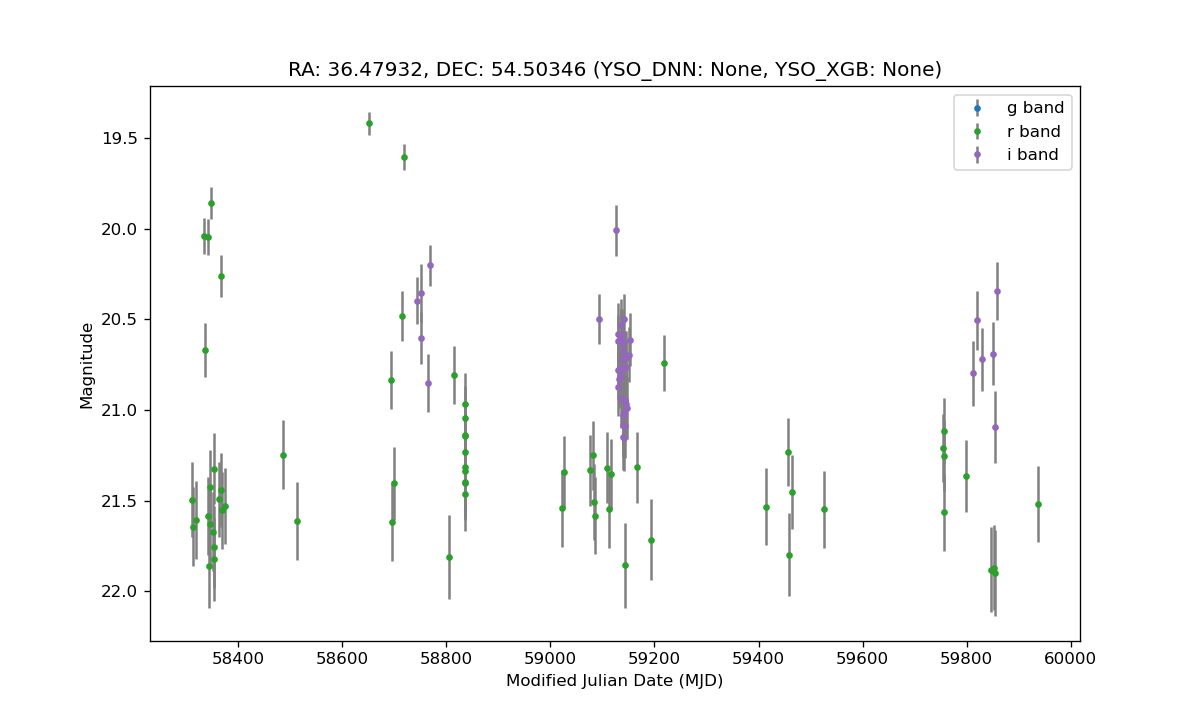 RA: 36.47932, DEC: 54.50346 (YSO_DNN: None, YSO_XGB: None)
g band
r band
i band
19.5
20.0
20.5
21.0
21.5
22.0
Magnitude
58400 58600 58800 59000 59200 59400 59600 59800 60000
Modified Julian Date (MJD)